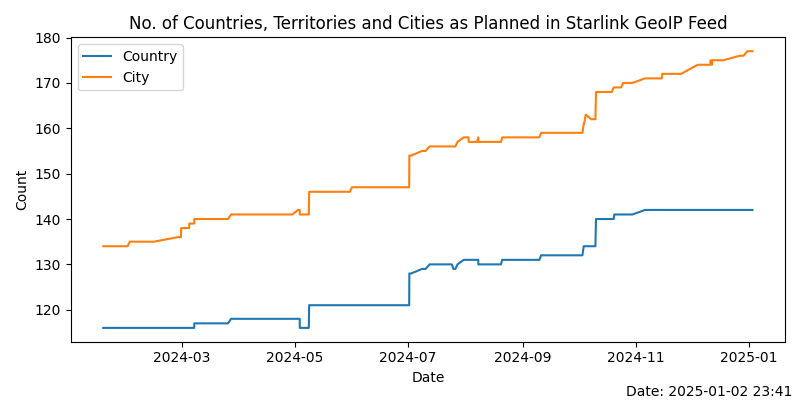 No. of Countries, Territories and Cities as Planned in Starlink GeoIP Feed
Country
City
180
170
160
150
140
130
120
Count
2024-03
2024-05
2024-07
2024-09
2024-11
2025-01
Date
Date: 2025-01-02 23:41